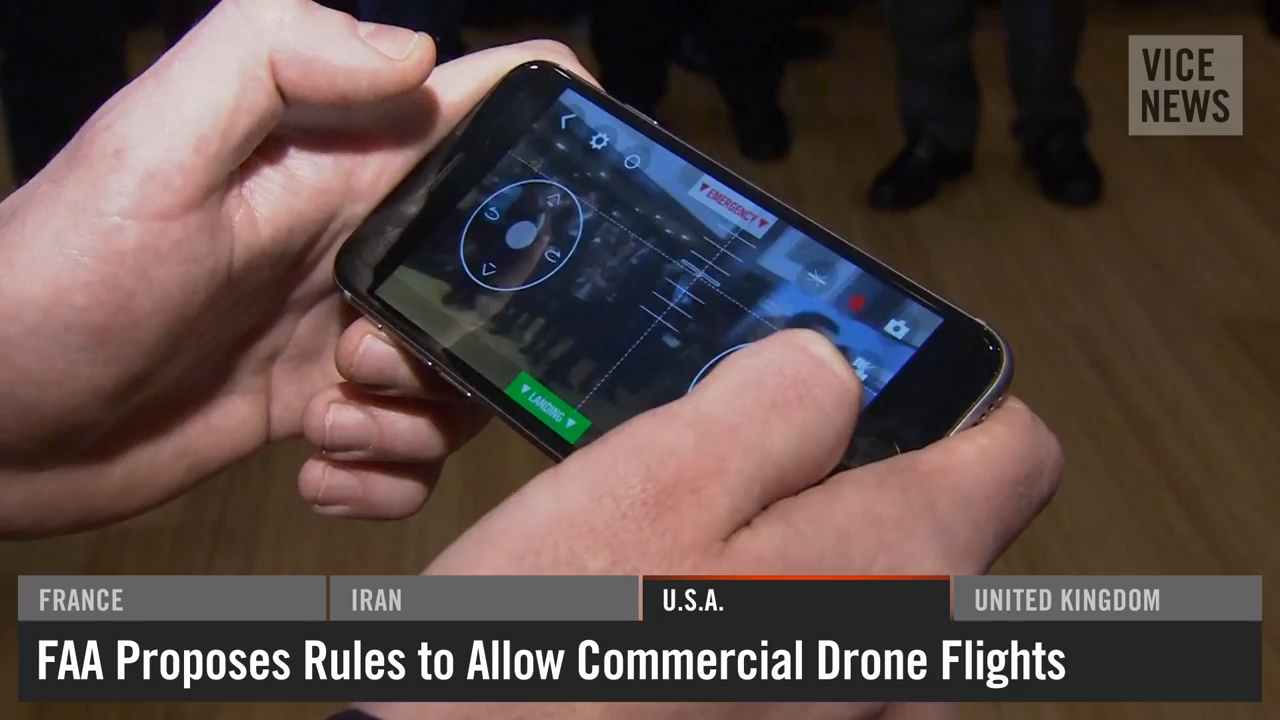 VICE
NEWS
▼ EMERGENCY ▼
▼ LANDING ▼
FRANCE
IRAN
U.S.A.
UNITED KINGDOM
FAA Proposes Rules to Allow Commercial Drone Flights